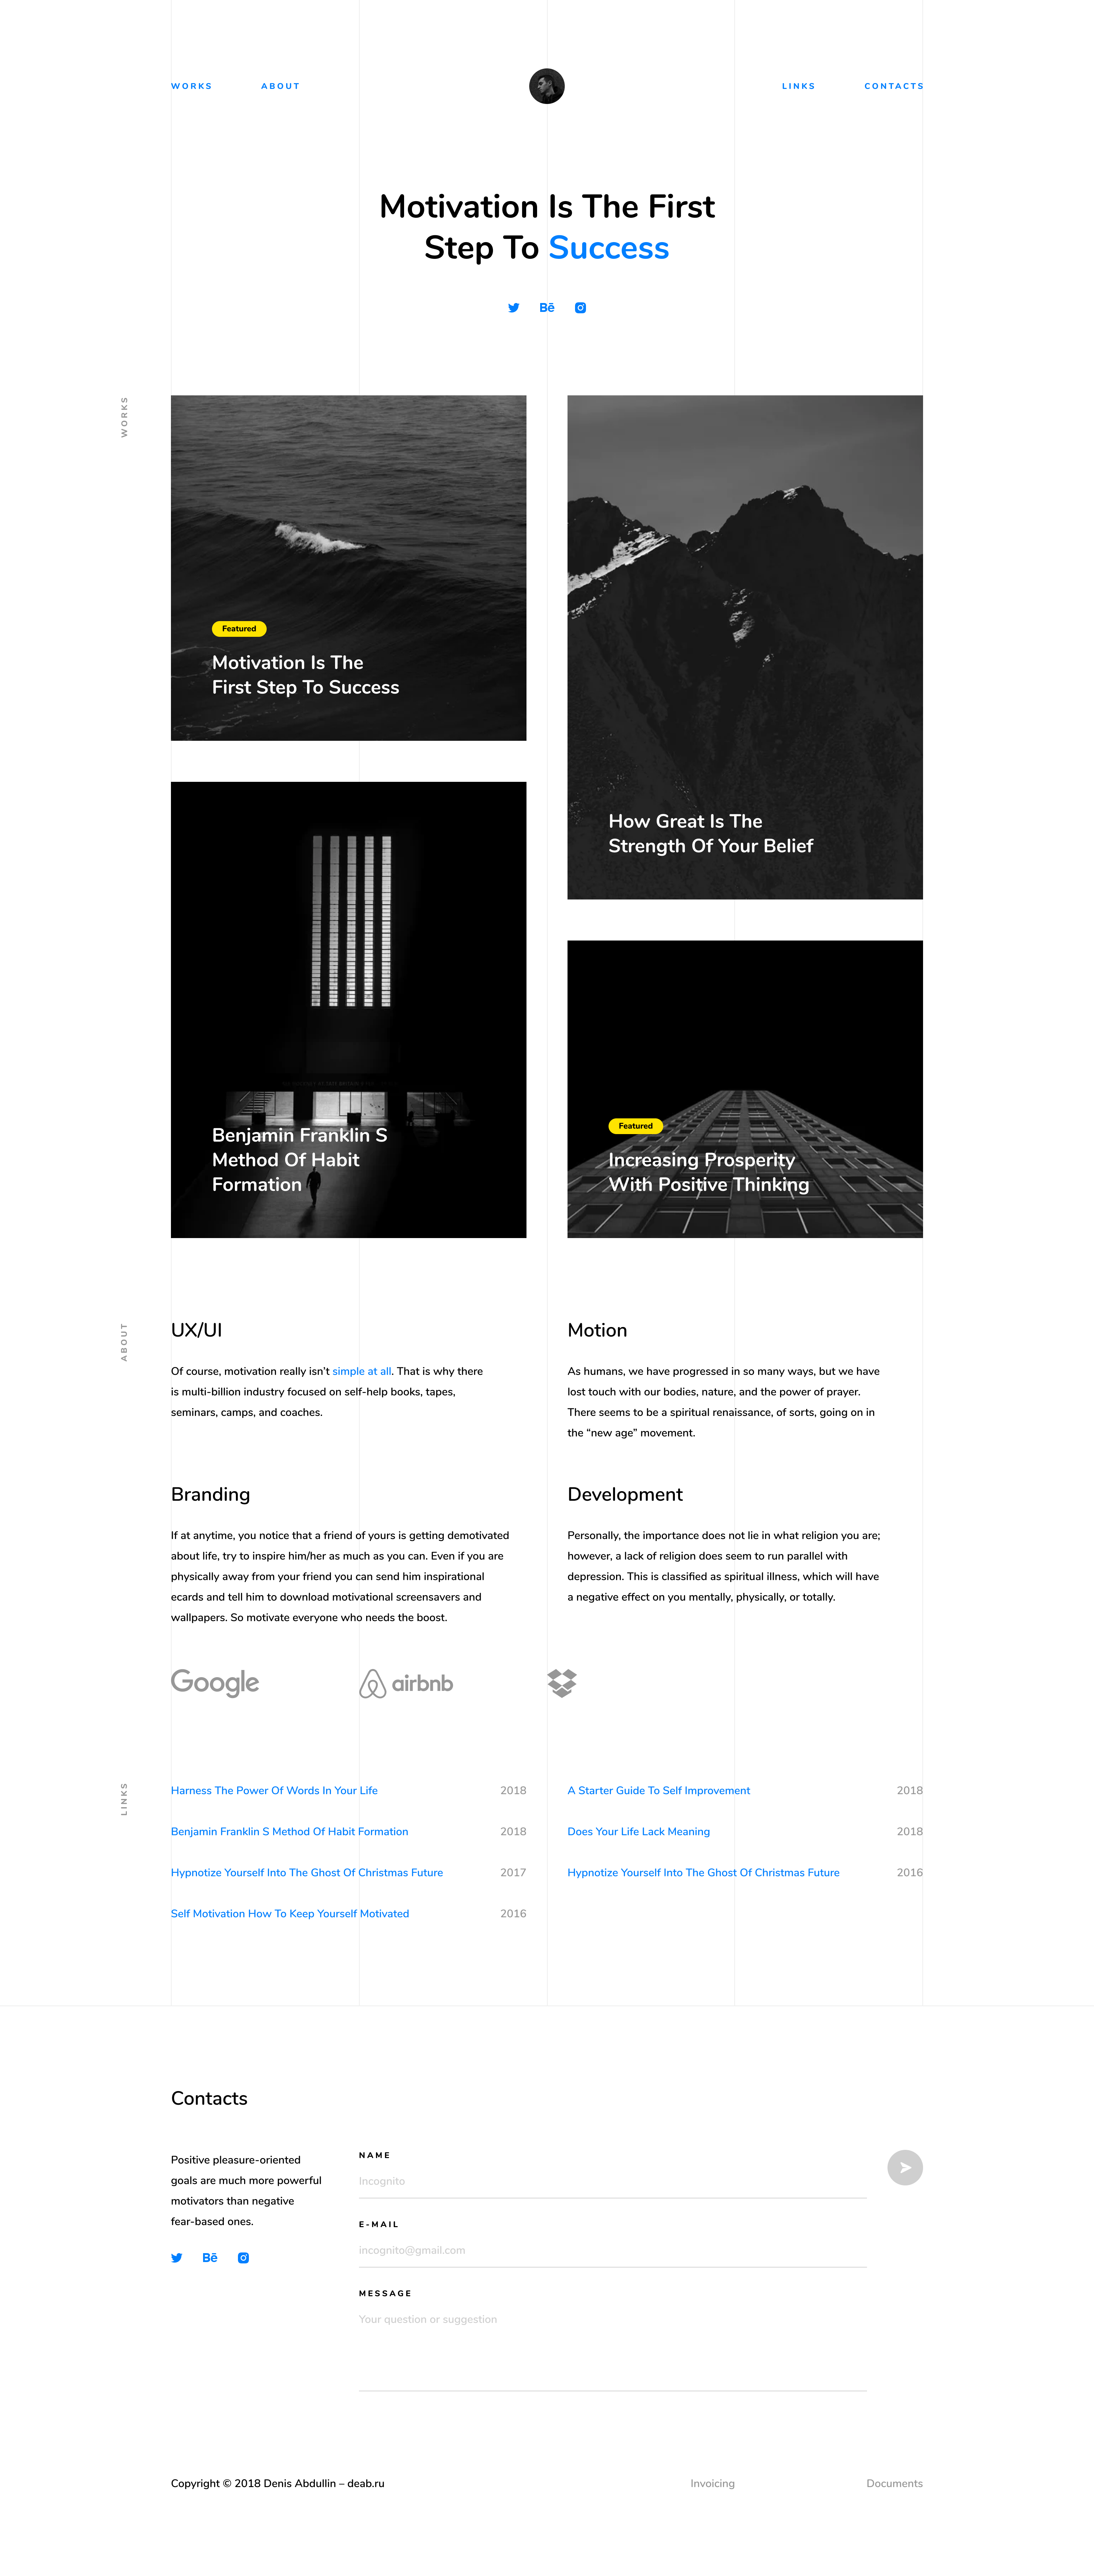 WORKS ABOUT LINKS CONTACTS
Motivation Is The First
Step To Success
Bē
WORKS
Featured
Motivation Is The
First Step To Success
How Great Is The
Strength Of Your Belief
Benjamin Franklin S
Method Of Habit
Formation
Featured
Increasing Prosperity
With Positive Thinking
ABOUT
UX/UI
Of course, motivation really isn’t simple at all. That is why there
is multi-billion industry focused on self-help books, tapes,
seminars, camps, and coaches.
Motion
As humans, we have progressed in so many ways, but we have
lost touch with our bodies, nature, and the power of prayer.
There seems to be a spiritual renaissance, of sorts, going on in
the “new age” movement.
Branding
If at anytime, you notice that a friend of yours is getting demotivated
about life, try to inspire him/her as much as you can. Even if you are
physically away from your friend you can send him inspirational
ecards and tell him to download motivational screensavers and
wallpapers. So motivate everyone who needs the boost.
Development
Personally, the importance does not lie in what religion you are;
however, a lack of religion does seem to run parallel with
depression. This is classified as spiritual illness, which will have
a negative effect on you mentally, physically, or totally.
Google airbnb
LINKS
Harness The Power Of Words In Your Life 2018
Benjamin Franklin S Method Of Habit Formation 2018
Hypnotize Yourself Into The Ghost Of Christmas Future 2017
Self Motivation How To Keep Yourself Motivated 2016
A Starter Guide To Self Improvement 2018
Does Your Life Lack Meaning 2018
Hypnotize Yourself Into The Ghost Of Christmas Future 2016
Contacts
Positive pleasure-oriented
goals are much more powerful
motivators than negative
fear-based ones.
Bē
NAME
Incognito
E-MAIL
incognito@gmail.com
MESSAGE
Your question or suggestion
Copyright © 2018 Denis Abdullin – deab.ru
Invoicing
Documents